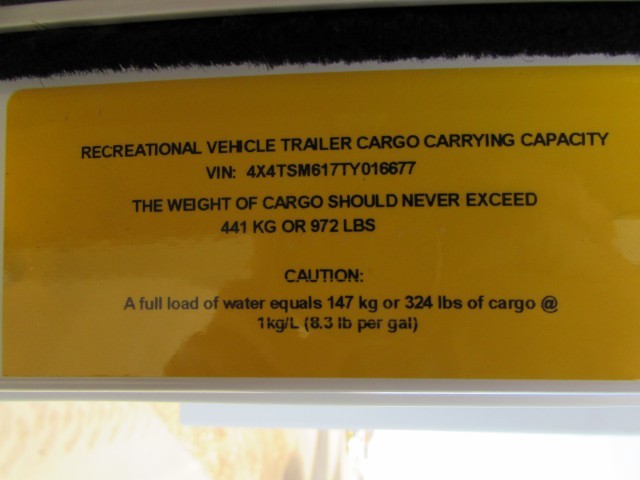 RECREATIONAL VEHICLE TRAILER CARGO CARRYING CAPACITY
VIN: 4X4TSM617TY016677
THE WEIGHT OF CARGO SHOULD NEVER EXCEED
441 KG OR 972 LBS
CAUTION:
A full load of water equals 147 kg or 324 lbs of cargo @
1kg/L (8.3 lb per gal)